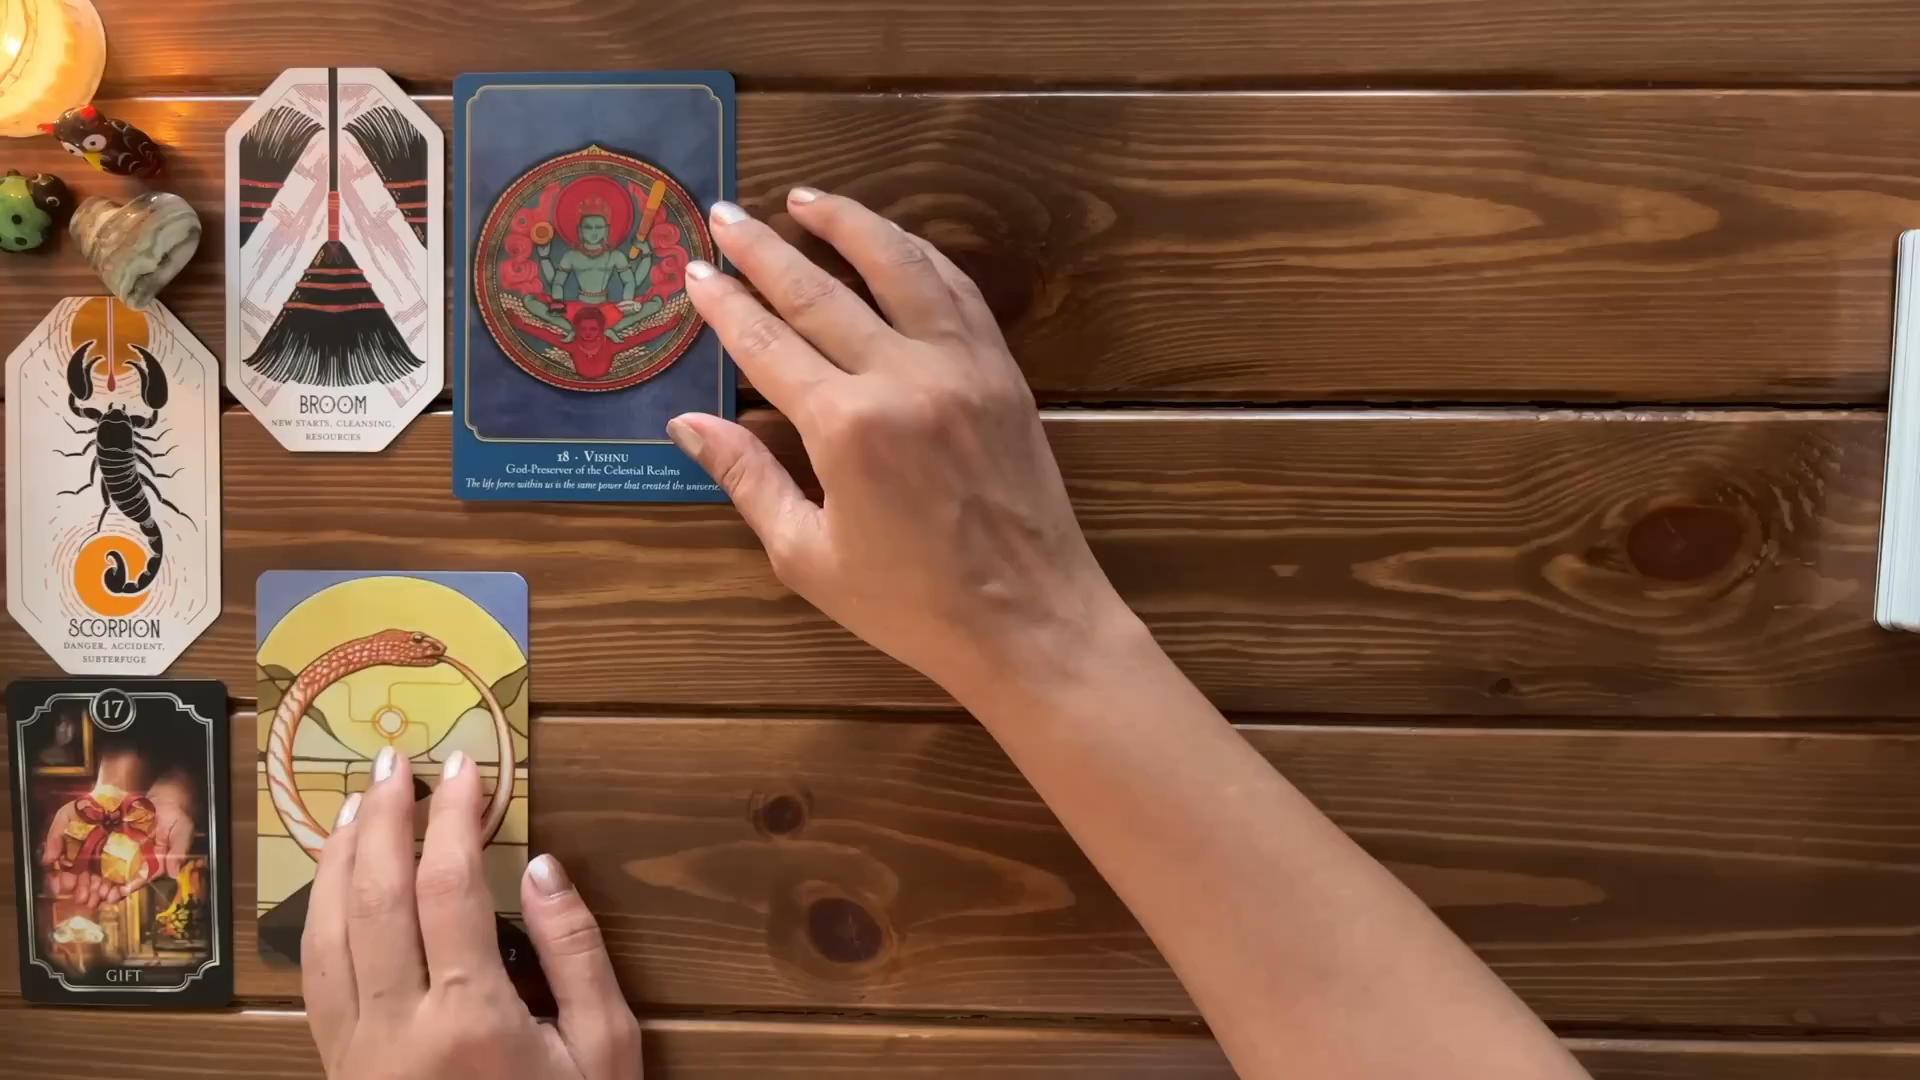 BROOM
NEW STARTS, CLEANSING,
RESOURCES
18 · VISHNU
God-Preserver of the Celestial Realms
The life force within us is the same power that created the universe.
SCORPION
DANGER, ACCIDENT,
SUBTERFUGE
17
GIFT
2